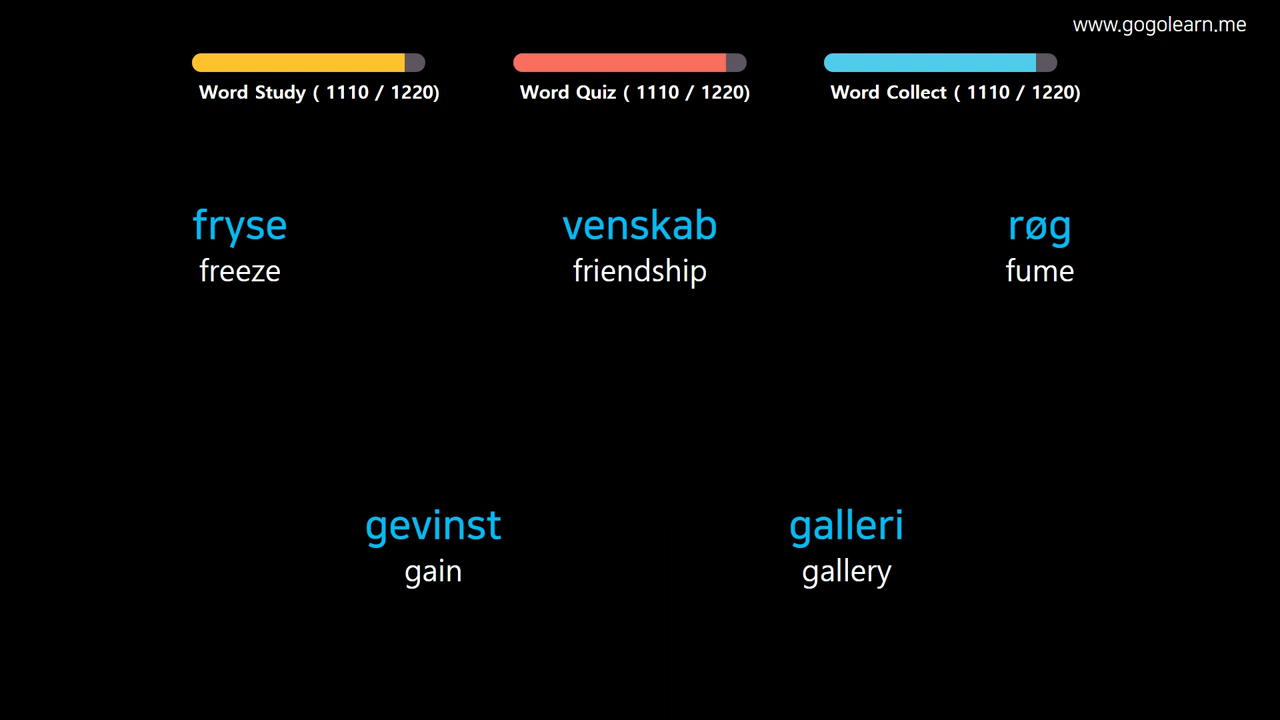 www.gogolearn.me
Word Study ( 1110 / 1220)
Word Quiz ( 1110 / 1220)
Word Collect ( 1110 / 1220)
fryse
freeze
venskab
friendship
røg
fume
gevinst
gain
galleri
gallery